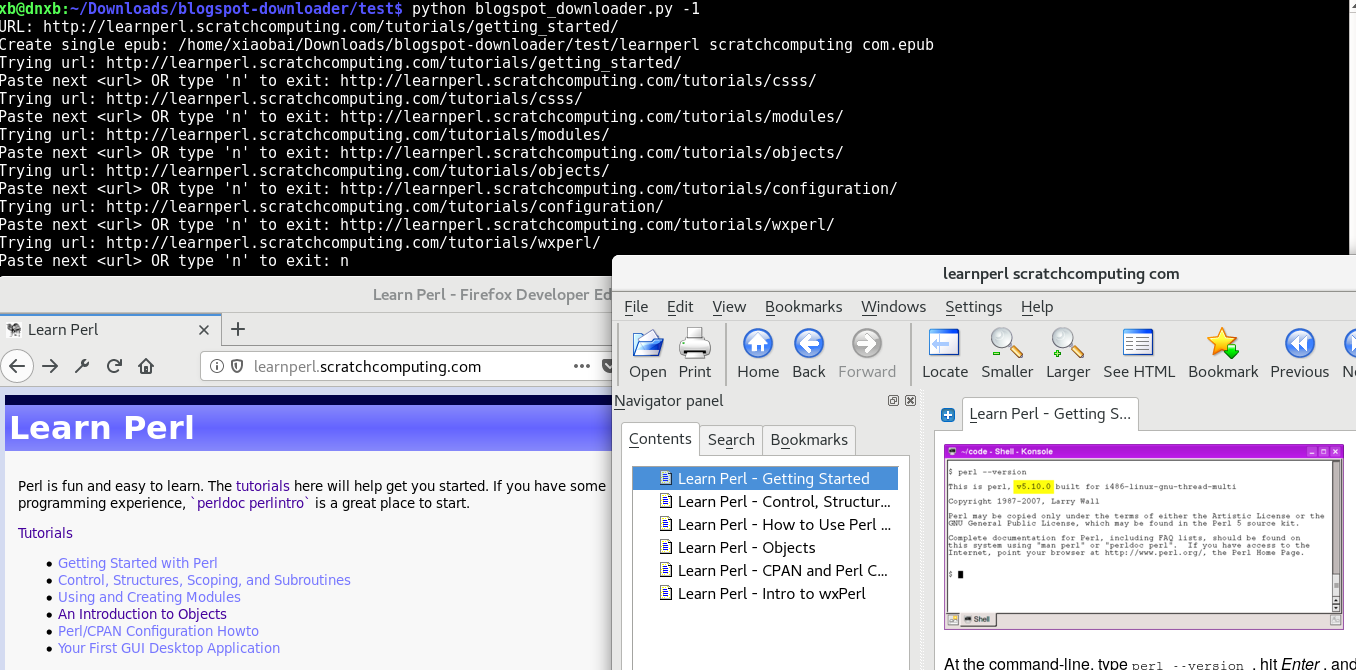 xb@dnxb:~/Downloads/blogspot-downloader/test$ python blogspot_downloader.py -1
URL: http://learnperl.scratchcomputing.com/tutorials/getting_started/
Create single epub: /home/xiaobai/Downloads/blogspot-downloader/test/learnperl scratchcomputing com.epub
Trying url: http://learnperl.scratchcomputing.com/tutorials/getting_started/
Paste next <url> OR type 'n' to exit: http://learnperl.scratchcomputing.com/tutorials/csss/
Trying url: http://learnperl.scratchcomputing.com/tutorials/csss/
Paste next <url> OR type 'n' to exit: http://learnperl.scratchcomputing.com/tutorials/modules/
Trying url: http://learnperl.scratchcomputing.com/tutorials/modules/
Paste next <url> OR type 'n' to exit: http://learnperl.scratchcomputing.com/tutorials/objects/
Trying url: http://learnperl.scratchcomputing.com/tutorials/objects/
Paste next <url> OR type 'n' to exit: http://learnperl.scratchcomputing.com/tutorials/configuration/
Trying url: http://learnperl.scratchcomputing.com/tutorials/configuration/
Paste next <url> OR type 'n' to exit: http://learnperl.scratchcomputing.com/tutorials/wxperl/
Trying url: http://learnperl.scratchcomputing.com/tutorials/wxperl/
Paste next <url> OR type 'n' to exit: n
Learn Perl - Firefox Developer Ed
Learn Perl
learnperl.scratchcomputing.com
Learn Perl
Perl is fun and easy to learn. The tutorials here will help get you started. If you have some
programming experience, `perldoc perlintro` is a great place to start.
Tutorials
• Getting Started with Perl
• Control, Structures, Scoping, and Subroutines
• Using and Creating Modules
• An Introduction to Objects
• Perl/CPAN Configuration Howto
• Your First GUI Desktop Application
learnperl scratchcomputing com
File Edit View Bookmarks Windows Settings Help
Open Print Home Back Forward Locate Smaller Larger See HTML Bookmark Previous Ne
Navigator panel
Contents Search Bookmarks
Learn Perl - Getting Started
Learn Perl - Control, Structur...
Learn Perl - How to Use Perl ...
Learn Perl - Objects
Learn Perl - CPAN and Perl C...
Learn Perl - Intro to wxPerl
Learn Perl - Getting S...
~/code - Shell - Konsole
$ perl --version
This is perl, v5.10.0 built for i486-linux-gnu-thread-multi
Copyright 1987-2007, Larry Wall
Perl may be copied only under the terms of either the Artistic License or the
GNU General Public License, which may be found in the Perl 5 source kit.
Complete documentation for Perl, including FAQ lists, should be found on
this system using "man perl" or "perldoc perl". If you have access to the
Internet, point your browser at http://www.perl.org/, the Perl Home Page.
$
Shell
At the command-line, type perl --version , hit Enter , and